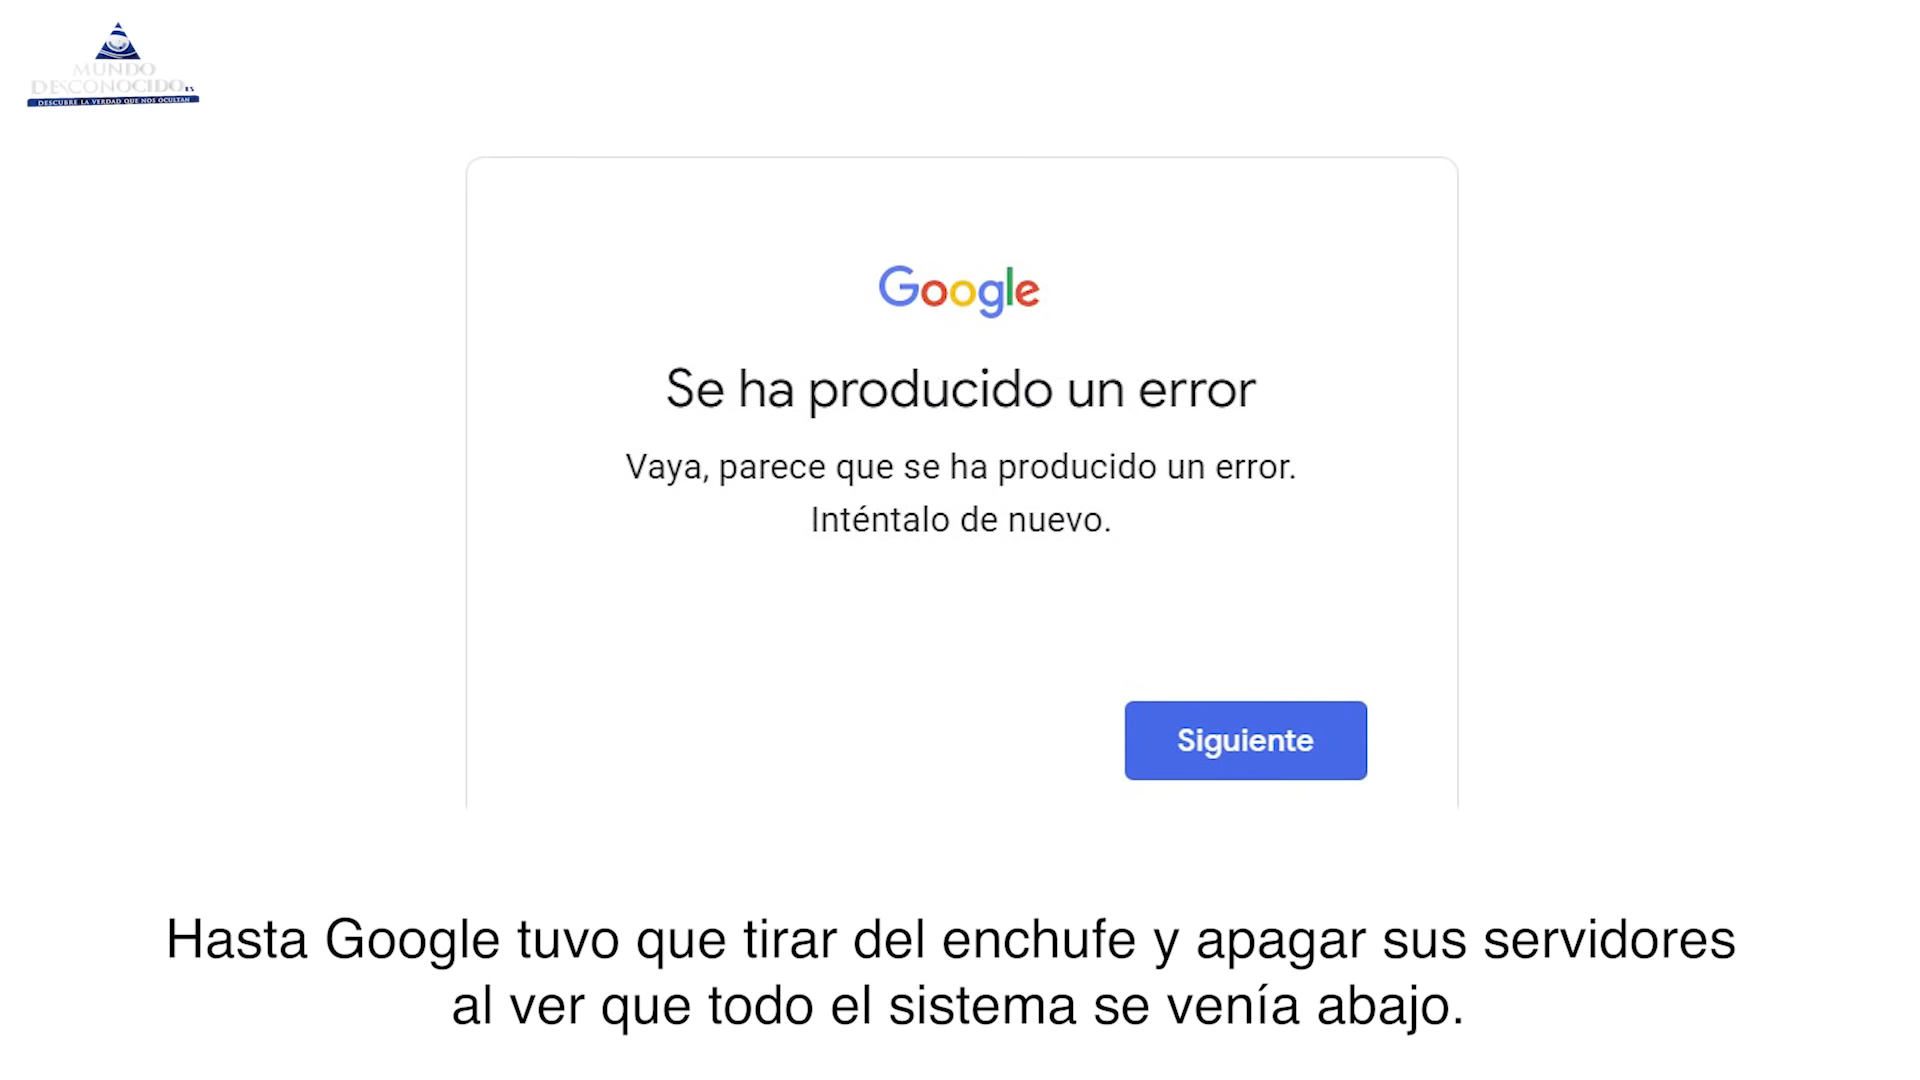 MUNDO
DESCONOCIDO.ES
DESCUBRE LA VERDAD QUE NOS OCULTAN
Google
Se ha producido un error
Vaya, parece que se ha producido un error.
Inténtalo de nuevo.
Siguiente
Hasta Google tuvo que tirar del enchufe y apagar sus servidores
al ver que todo el sistema se venía abajo.